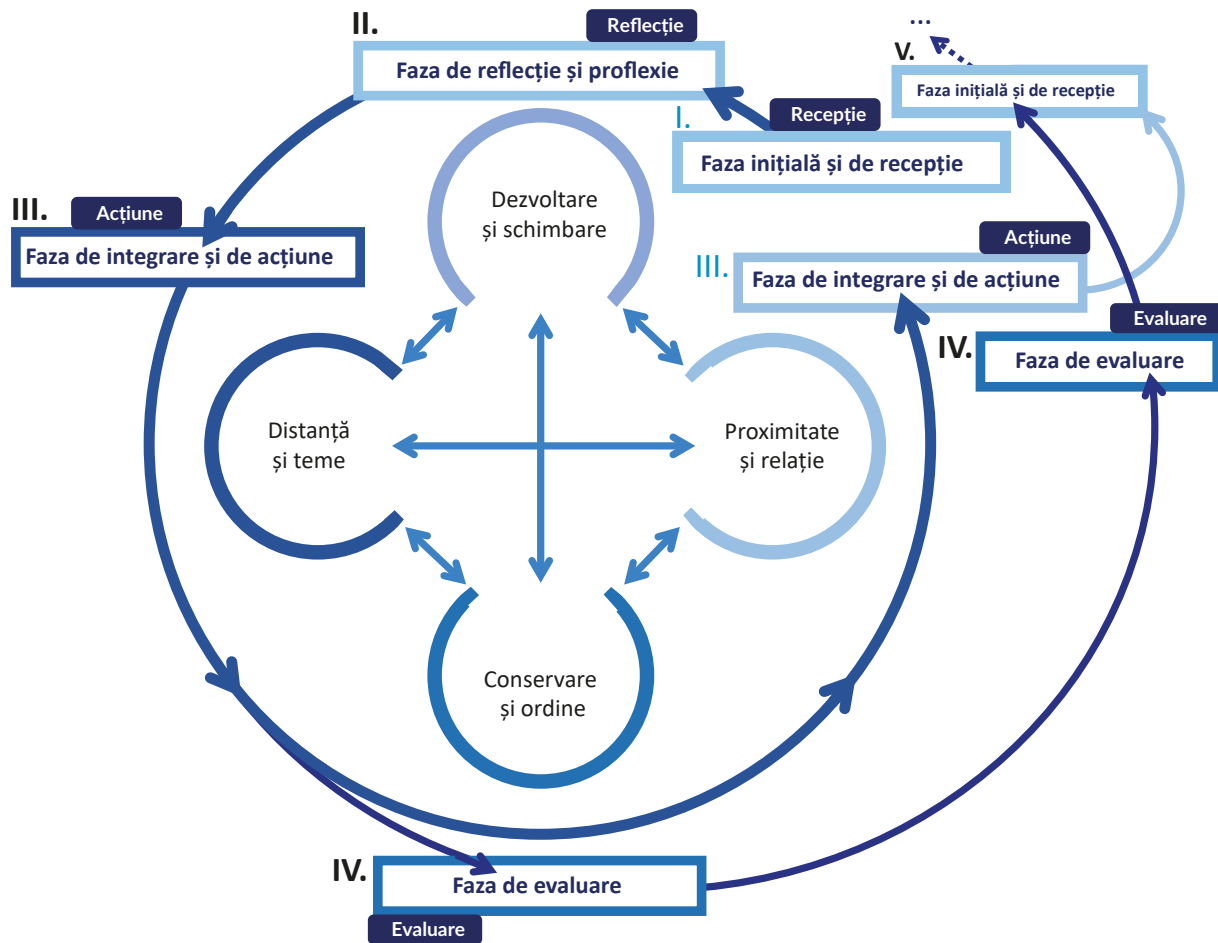 II.
Reflecție
Faza de reflecție și proflexie
...
V.
Faza inițială și de recepție
I.
Recepție
Faza inițială și de recepție
III.
Acțiune
Faza de integrare și de acțiune
Dezvoltare
și schimbare
III.
Acțiune
Faza de integrare și de acțiune
Evaluare
IV.
Faza de evaluare
Distanță
și teme
Proximitate
și relație
Conservare
și ordine
IV.
Faza de evaluare
Evaluare